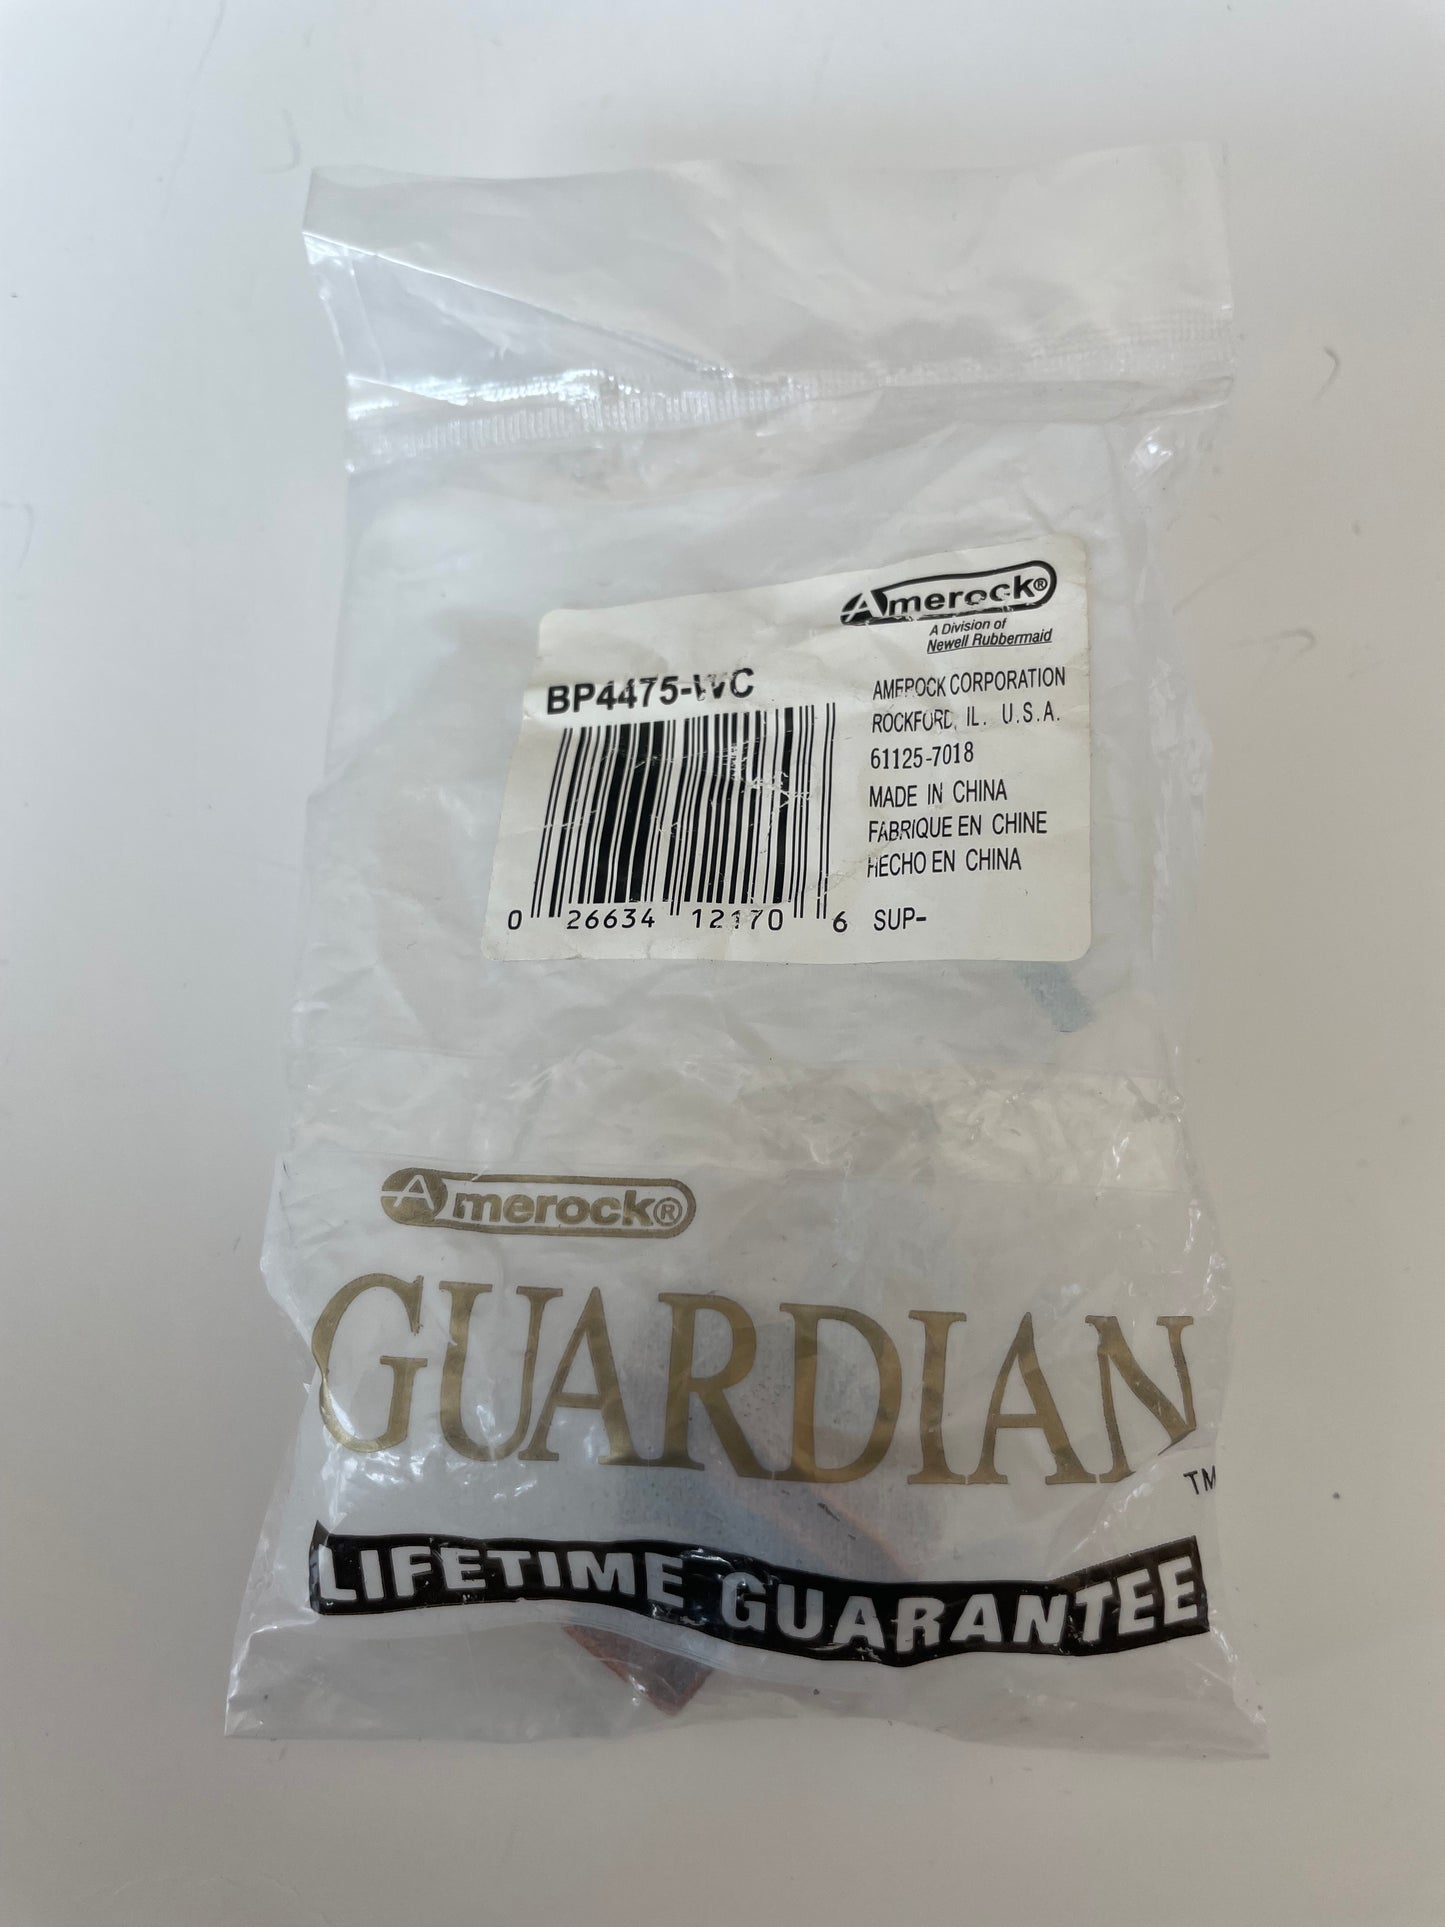 Amerock®
A Division of
Newell Rubbermaid
BP4475-WC
AMEROCK CORPORATION
ROCKFORD, IL. U.S.A.
61125-7018
MADE IN CHINA
FABRIQUE EN CHINE
HECHO EN CHINA
0 26634 12170 6
SUP-
Amerock®
GUARDIAN
TM
LIFETIME GUARANTEE